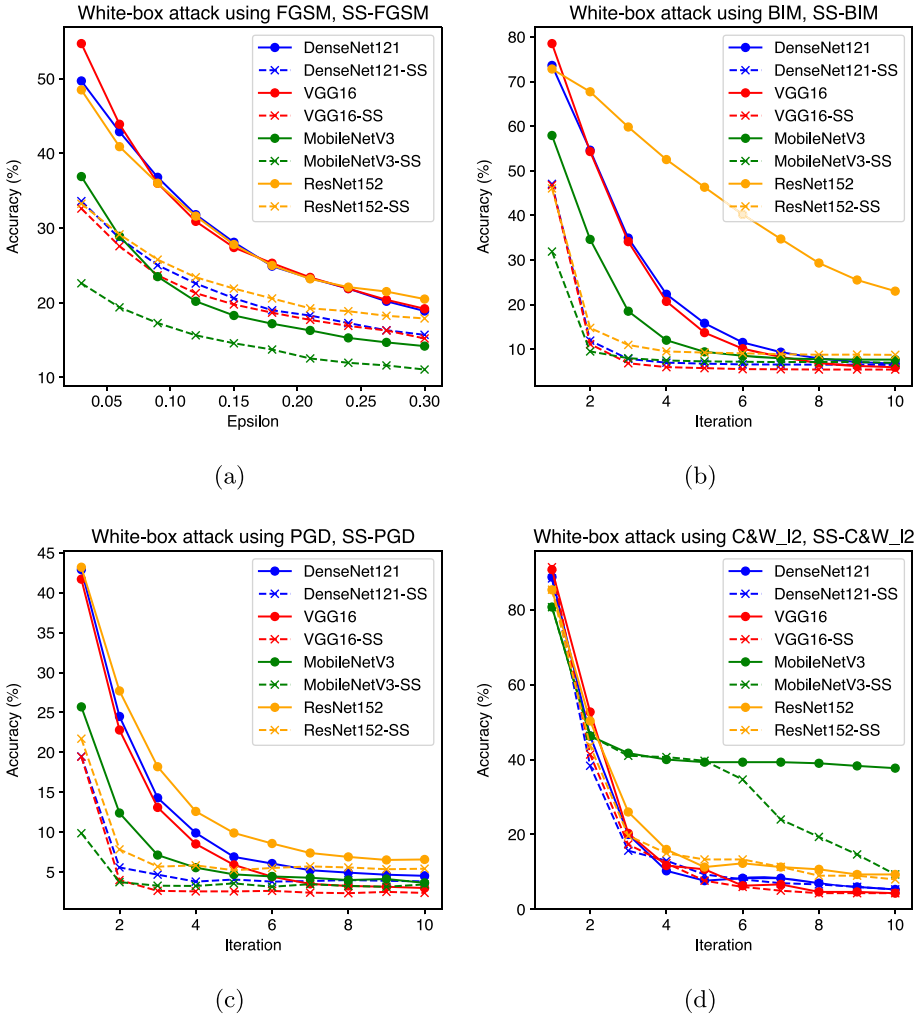 White-box attack using FGSM, SS-FGSM
Accuracy (%)
50
40
30
20
10
DenseNet121
DenseNet121-SS
VGG16
VGG16-SS
MobileNetV3
MobileNetV3-SS
ResNet152
ResNet152-SS
0.05 0.10 0.15 0.20 0.25 0.30
Epsilon
(a)
White-box attack using BIM, SS-BIM
Accuracy (%)
80
70
60
50
40
30
20
10
DenseNet121
DenseNet121-SS
VGG16
VGG16-SS
MobileNetV3
MobileNetV3-SS
ResNet152
ResNet152-SS
2 4 6 8 10
Iteration
(b)
White-box attack using PGD, SS-PGD
Accuracy (%)
45
40
35
30
25
20
15
10
5
DenseNet121
DenseNet121-SS
VGG16
VGG16-SS
MobileNetV3
MobileNetV3-SS
ResNet152
ResNet152-SS
2 4 6 8 10
Iteration
(c)
White-box attack using C&W_l2, SS-C&W_l2
Accuracy (%)
80
60
40
20
0
DenseNet121
DenseNet121-SS
VGG16
VGG16-SS
MobileNetV3
MobileNetV3-SS
ResNet152
ResNet152-SS
2 4 6 8 10
Iteration
(d)